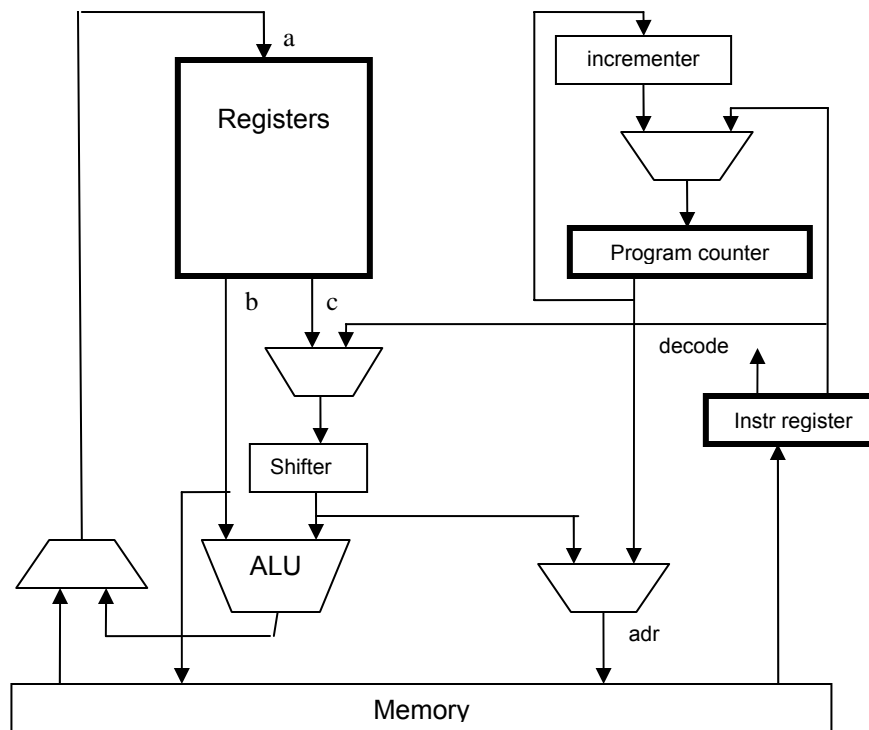 a
incrementer
Registers
Program counter
b
c
decode
Instr register
Shifter
ALU
adr
Memory